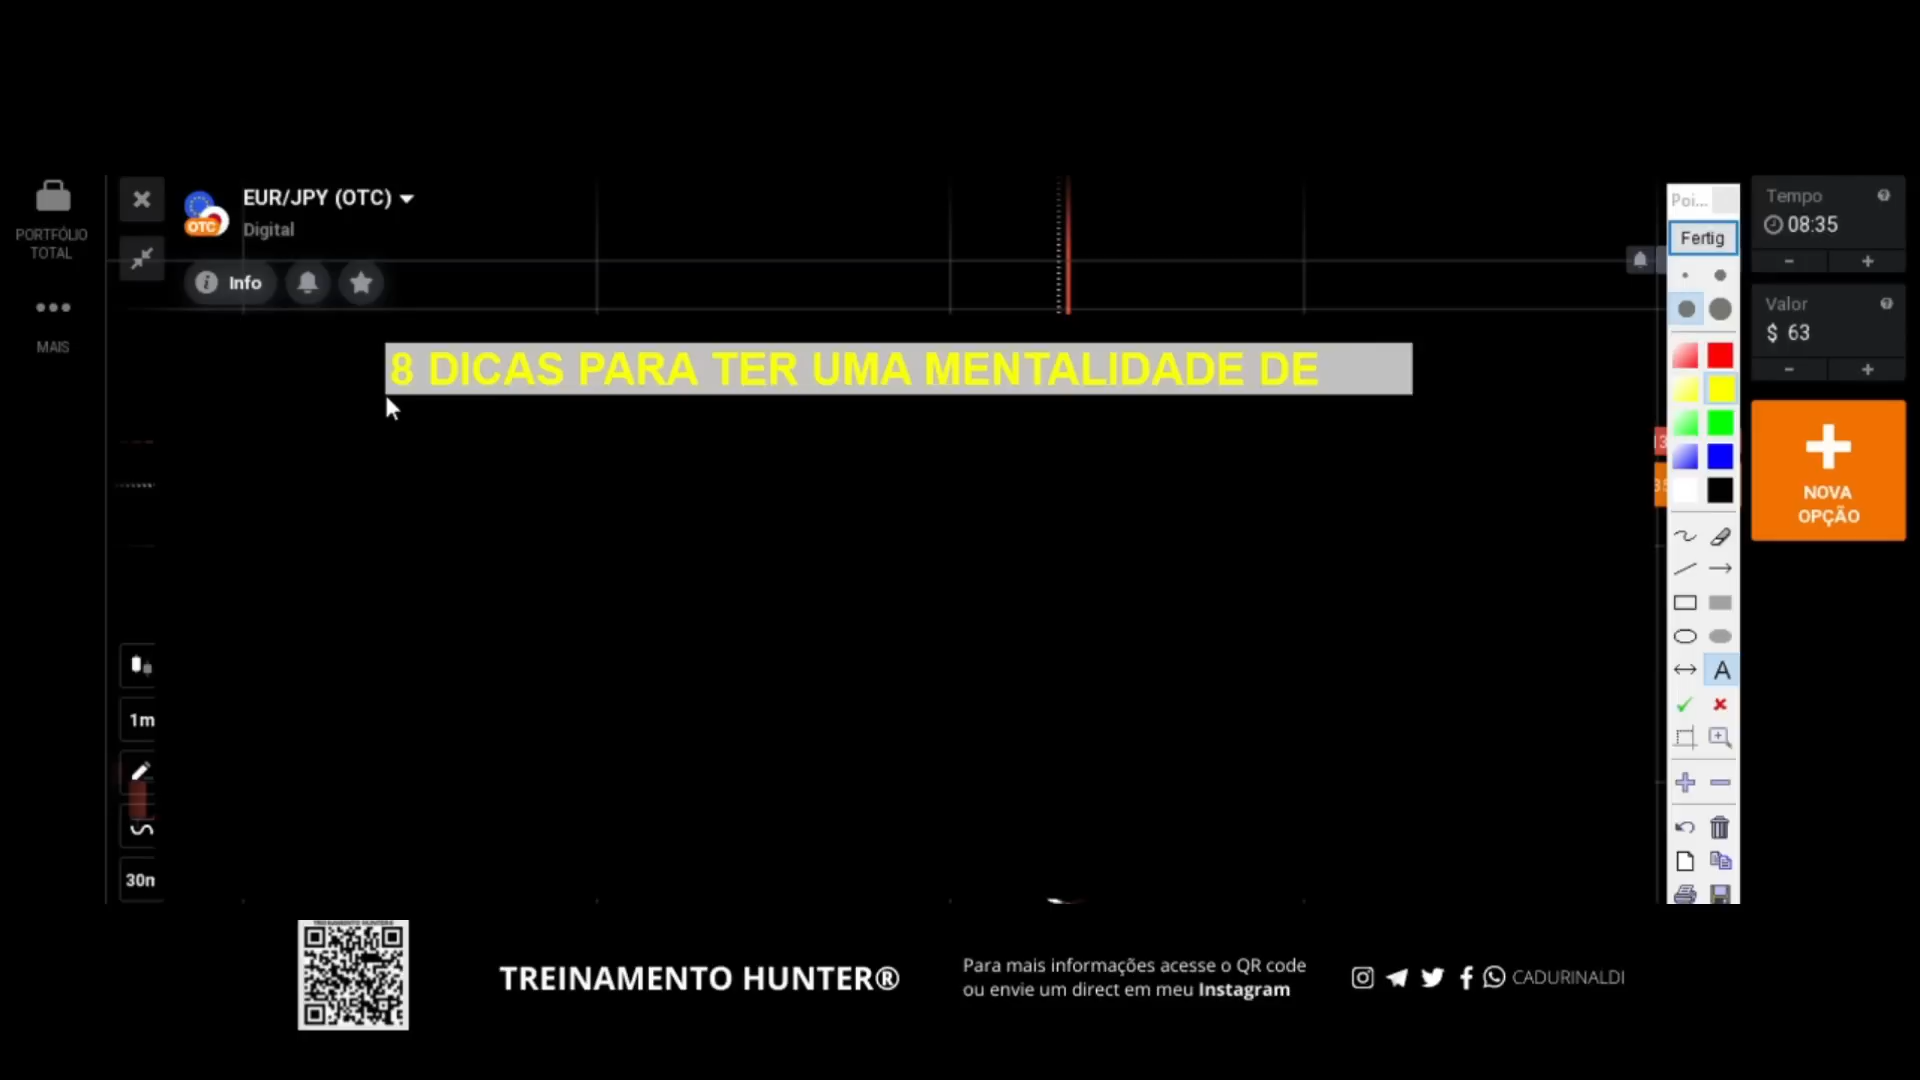 PORTFÓLIO
TOTAL
MAIS
EUR/JPY (OTC)
OTC
Digital
Info
8 DICAS PARA TER UMA MENTALIDADE DE
1m
Poi...
Fertig
A
Tempo
08:35
- +
Valor
$ 63
- +
NOVA
OPÇÃO
TREINAMENTO HUNTER®
Para mais informações acesse o QR code
ou envie um direct em meu Instagram
CADURINALDI